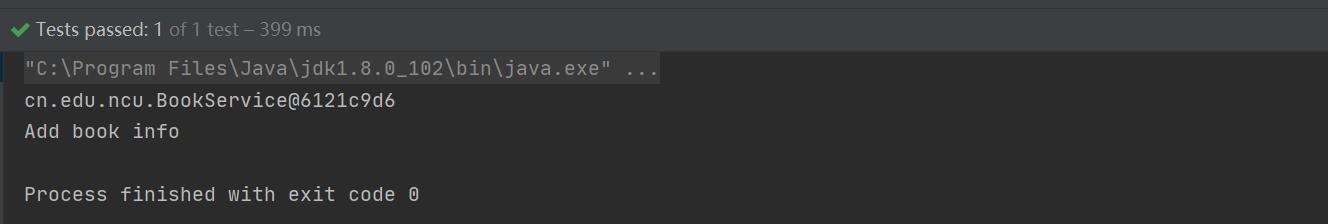 Tests passed: 1 of 1 test – 399 ms
"C:\Program Files\Java\jdk1.8.0_102\bin\java.exe" ...
cn.edu.ncu.BookService@6121c9d6
Add book info
Process finished with exit code 0